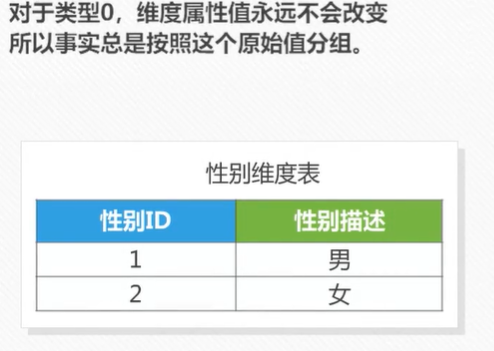 对于类型0，维度属性值永远不会改变
所以事实总是按照这个原始值分组。
性别维度表
性别ID 性别描述
1 男
2 女